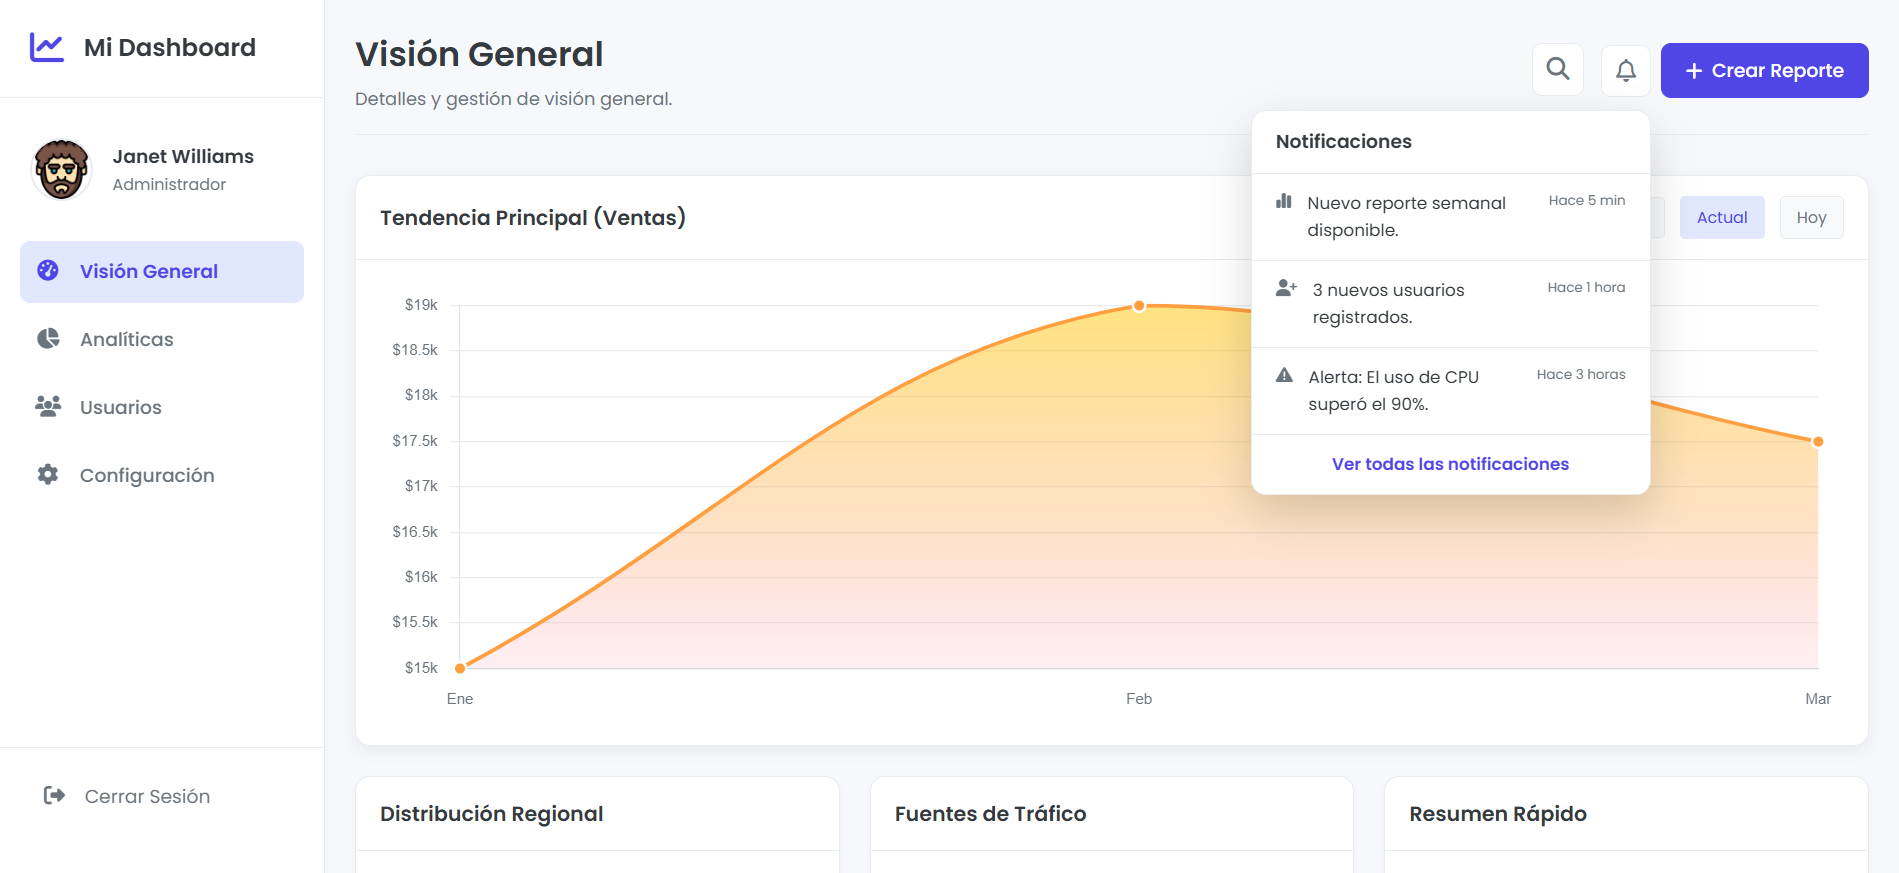 Mi Dashboard
Janet Williams
Administrador
Visión General
Analíticas
Usuarios
Configuración
Cerrar Sesión
Visión General
Detalles y gestión de visión general.
Crear Reporte
Notificaciones
Nuevo reporte semanal
disponible.
Hace 5 min
3 nuevos usuarios
registrados.
Hace 1 hora
Alerta: El uso de CPU
superó el 90%.
Hace 3 horas
Ver todas las notificaciones
Tendencia Principal (Ventas)
Actual
Hoy
$19k
$18.5k
$18k
$17.5k
$17k
$16.5k
$16k
$15.5k
$15k
Ene
Feb
Mar
Distribución Regional
Fuentes de Tráfico
Resumen Rápido